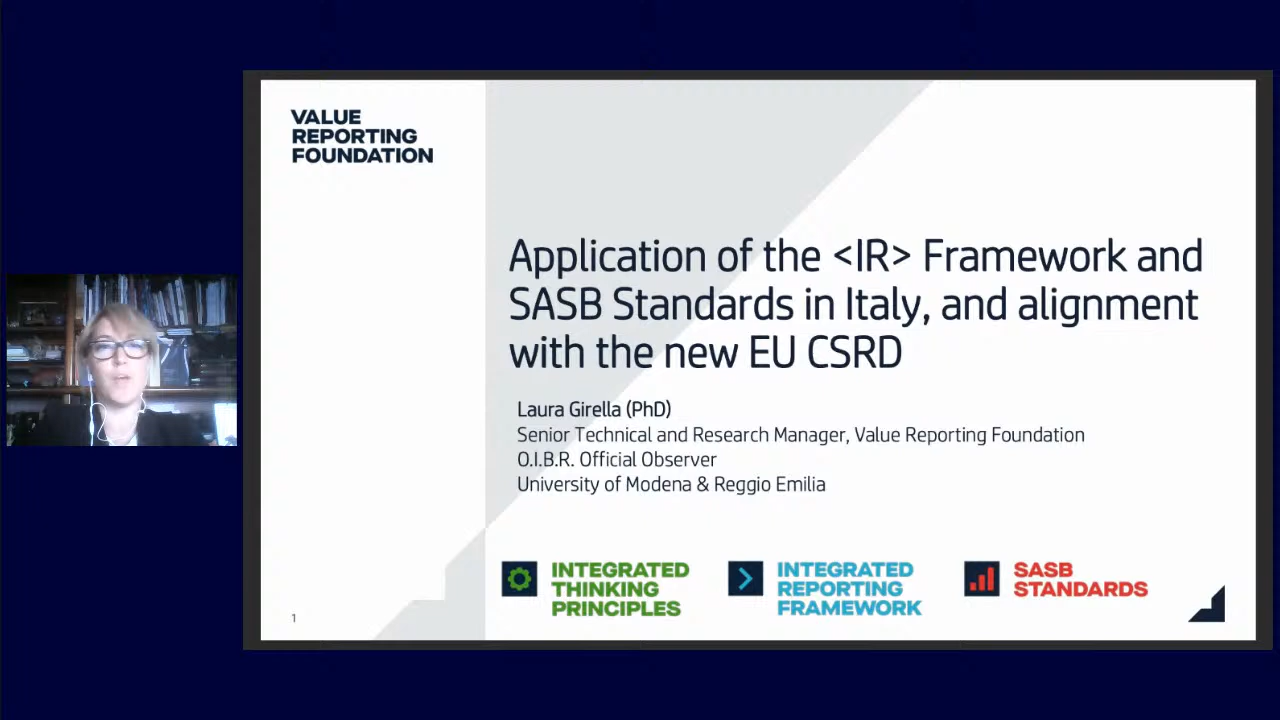 VALUE
REPORTING
FOUNDATION
Application of the <IR> Framework and
SASB Standards in Italy, and alignment
with the new EU CSRD
Laura Girella (PhD)
Senior Technical and Research Manager, Value Reporting Foundation
O.I.B.R. Official Observer
University of Modena & Reggio Emilia
INTEGRATED
THINKING
PRINCIPLES
INTEGRATED
REPORTING
FRAMEWORK
SASB
STANDARDS
1